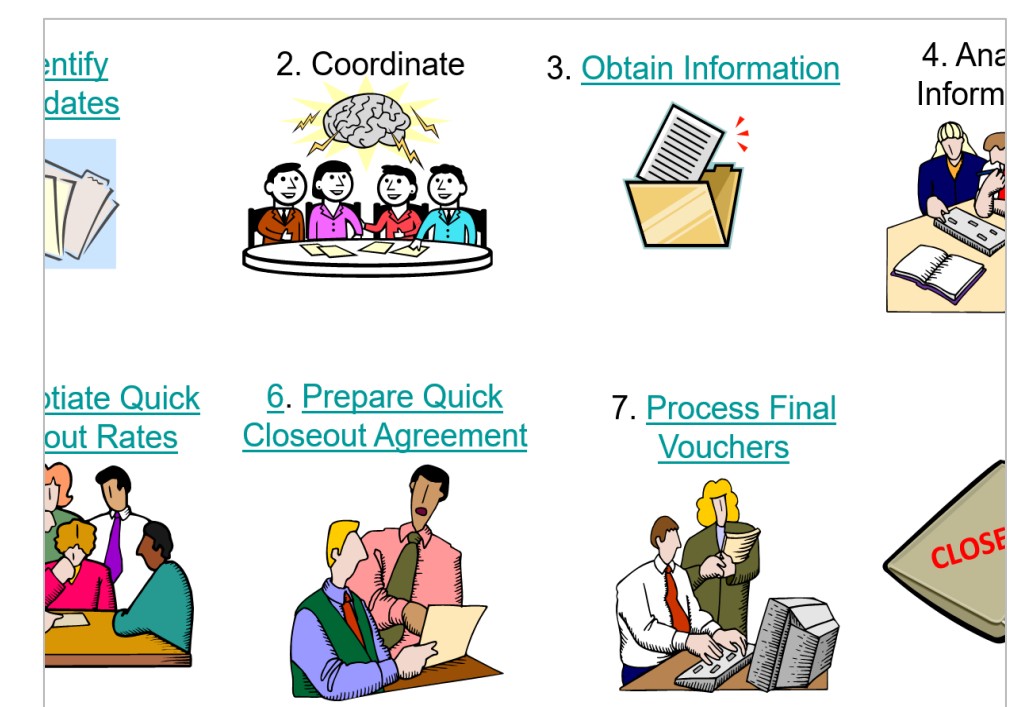 entify
dates
2. Coordinate
3. Obtain Information
4. Ana
Inform
otiate Quick
out Rates
6. Prepare Quick
Closeout Agreement
7. Process Final
Vouchers
CLOSE